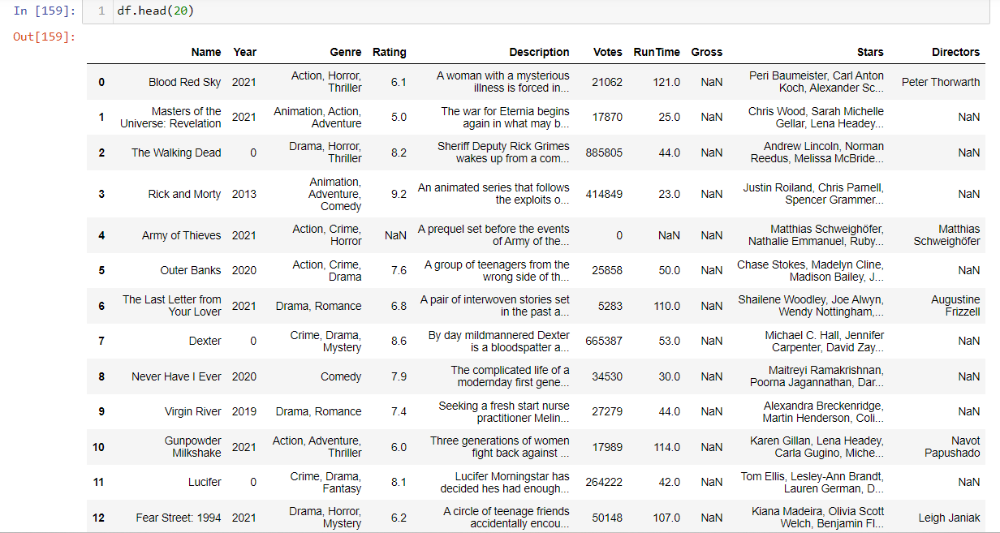 In [159]: 1 df.head(20)
Out[159]:
Name Year Genre Rating Description Votes RunTime Gross Stars Directors
0 Blood Red Sky 2021 Action, Horror, Thriller 6.1 A woman with a mysterious illness is forced in... 21062 121.0 NaN Peri Baumeister, Carl Anton Koch, Alexander Sc... Peter Thorwarth
1 Masters of the Universe: Revelation 2021 Animation, Action, Adventure 5.0 The war for Eternia begins again in what may b... 17870 25.0 NaN Chris Wood, Sarah Michelle Gellar, Lena Headey... NaN
2 The Walking Dead 0 Drama, Horror, Thriller 8.2 Sheriff Deputy Rick Grimes wakes up from a com... 885805 44.0 NaN Andrew Lincoln, Norman Reedus, Melissa McBride... NaN
3 Rick and Morty 2013 Animation, Adventure, Comedy 9.2 An animated series that follows the exploits o... 414849 23.0 NaN Justin Roiland, Chris Parnell, Spencer Grammer... NaN
4 Army of Thieves 2021 Action, Crime, Horror NaN A prequel set before the events of Army of the... 0 NaN NaN Matthias Schweighöfer, Nathalie Emmanuel, Ruby... Matthias Schweighöfer
5 Outer Banks 2020 Action, Crime, Drama 7.6 A group of teenagers from the wrong side of th... 25858 50.0 NaN Chase Stokes, Madelyn Cline, Madison Bailey, J... NaN
6 The Last Letter from Your Lover 2021 Drama, Romance 6.8 A pair of interwoven stories set in the past a... 5283 110.0 NaN Shailene Woodley, Joe Alwyn, Wendy Nottingham,... Augustine Frizzell
7 Dexter 0 Crime, Drama, Mystery 8.6 By day mildmannered Dexter is a bloodspatter a... 665387 53.0 NaN Michael C. Hall, Jennifer Carpenter, David Zay... NaN
8 Never Have I Ever 2020 Comedy 7.9 The complicated life of a modernday first gene... 34530 30.0 NaN Maitreyi Ramakrishnan, Poorna Jagannathan, Dar... NaN
9 Virgin River 2019 Drama, Romance 7.4 Seeking a fresh start nurse practitioner Melin... 27279 44.0 NaN Alexandra Breckenridge, Martin Henderson, Coli... NaN
10 Gunpowder Milkshake 2021 Action, Adventure, Thriller 6.0 Three generations of women fight back against ... 17989 114.0 NaN Karen Gillan, Lena Headey, Carla Gugino, Miche... Navot Papushado
11 Lucifer 0 Crime, Drama, Fantasy 8.1 Lucifer Morningstar has decided hes had enough... 264222 42.0 NaN Tom Ellis, Lesley-Ann Brandt, Lauren German, D... NaN
12 Fear Street: 1994 2021 Drama, Horror, Mystery 6.2 A circle of teenage friends accidentally encou... 50148 107.0 NaN Kiana Madeira, Olivia Scott Welch, Benjamin Fl... Leigh Janiak